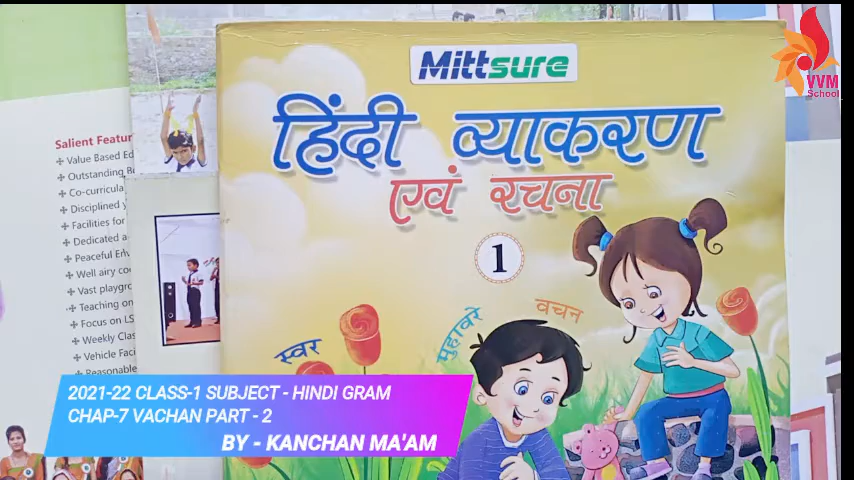 Mittsure
VVM
School
हिंदी व्याकरण
एवं रचना
1
स्वर
मुहावरे
वचन
Salient Featur
Value Based Ed
Outstanding B
Co-curricula
Disciplined y
Facilities for
Dedicated a
Peaceful Env
Well airy co
Vast playgro
Teaching on
Focus on LS
Weekly Clas
Vehicle Faci
Reasonable
2021-22 CLASS-1 SUBJECT - HINDI GRAM
CHAP-7 VACHAN PART - 2
BY - KANCHAN MA'AM